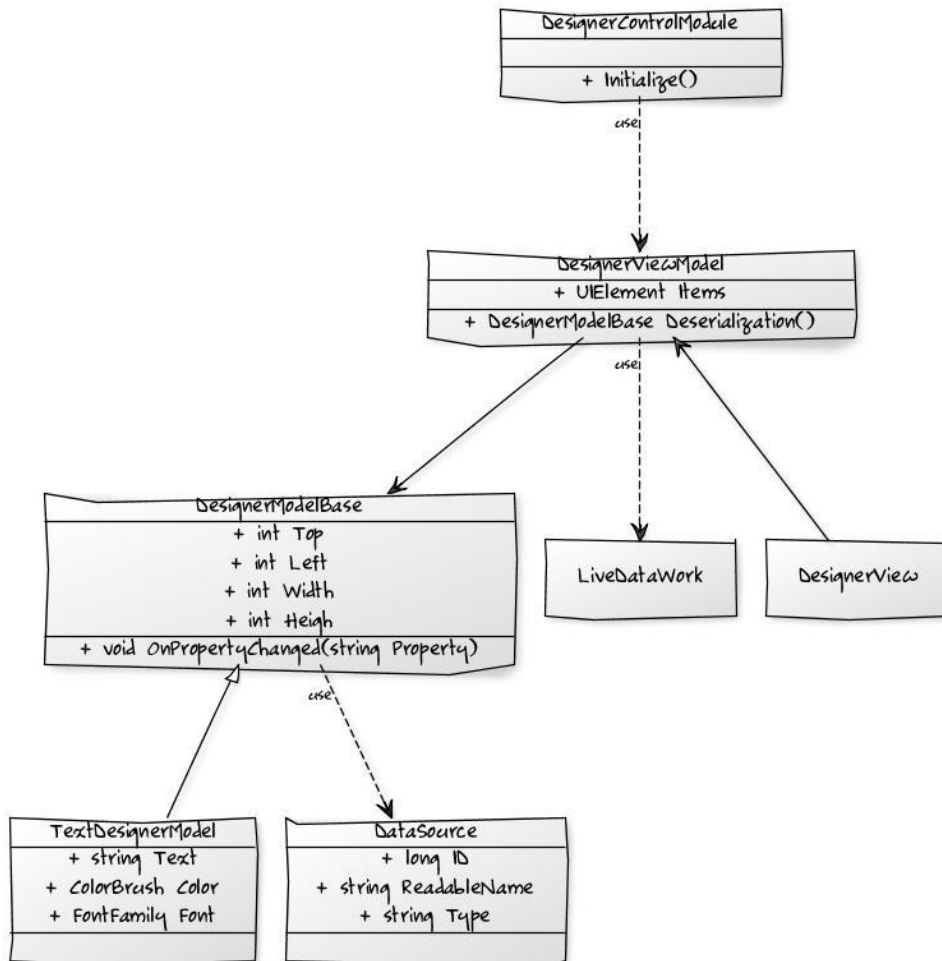 DesignerControlModule
+ Initialize()
use
DesignerViewModel
+ UIElement Items
+ DesignerModelBase Deserialization()
use
DesignerModelBase
+ int Top
+ int Left
+ int Width
+ int Heigh
+ void OnPropertyChanged(string Property)
LiveDataWork
DesignerView
use
TextDesignerModel
+ string Text
+ ColorBrush Color
+ FontFamily Font
DataSource
+ long ID
+ string ReadableName
+ string Type